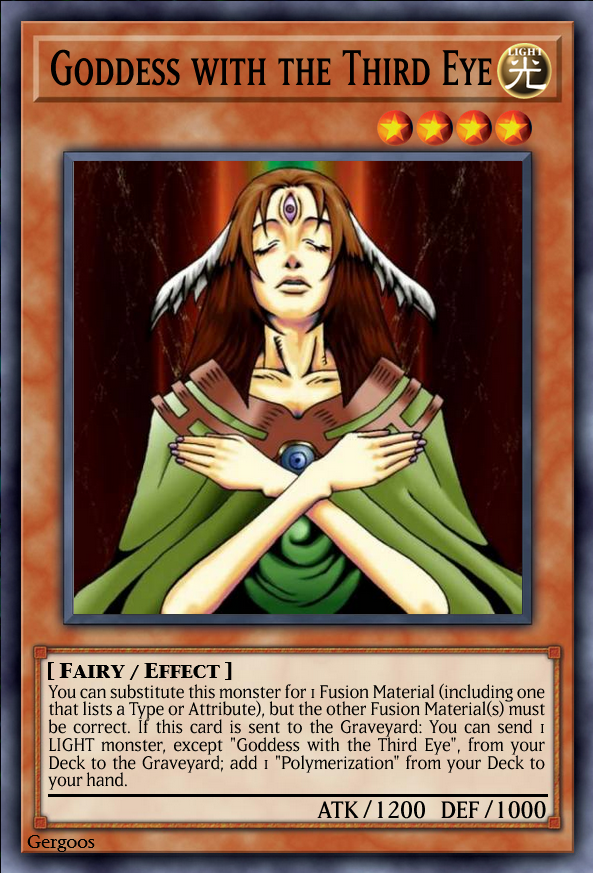 Goddess with the Third Eye
LIGHT
光
[ Fairy / Effect ]
You can substitute this monster for 1 Fusion Material (including one
that lists a Type or Attribute), but the other Fusion Material(s) must
be correct. If this card is sent to the Graveyard: You can send 1
LIGHT monster, except "Goddess with the Third Eye", from your
Deck to the Graveyard; add 1 "Polymerization" from your Deck to
your hand.
ATK/1200 DEF/1000
Gergoos